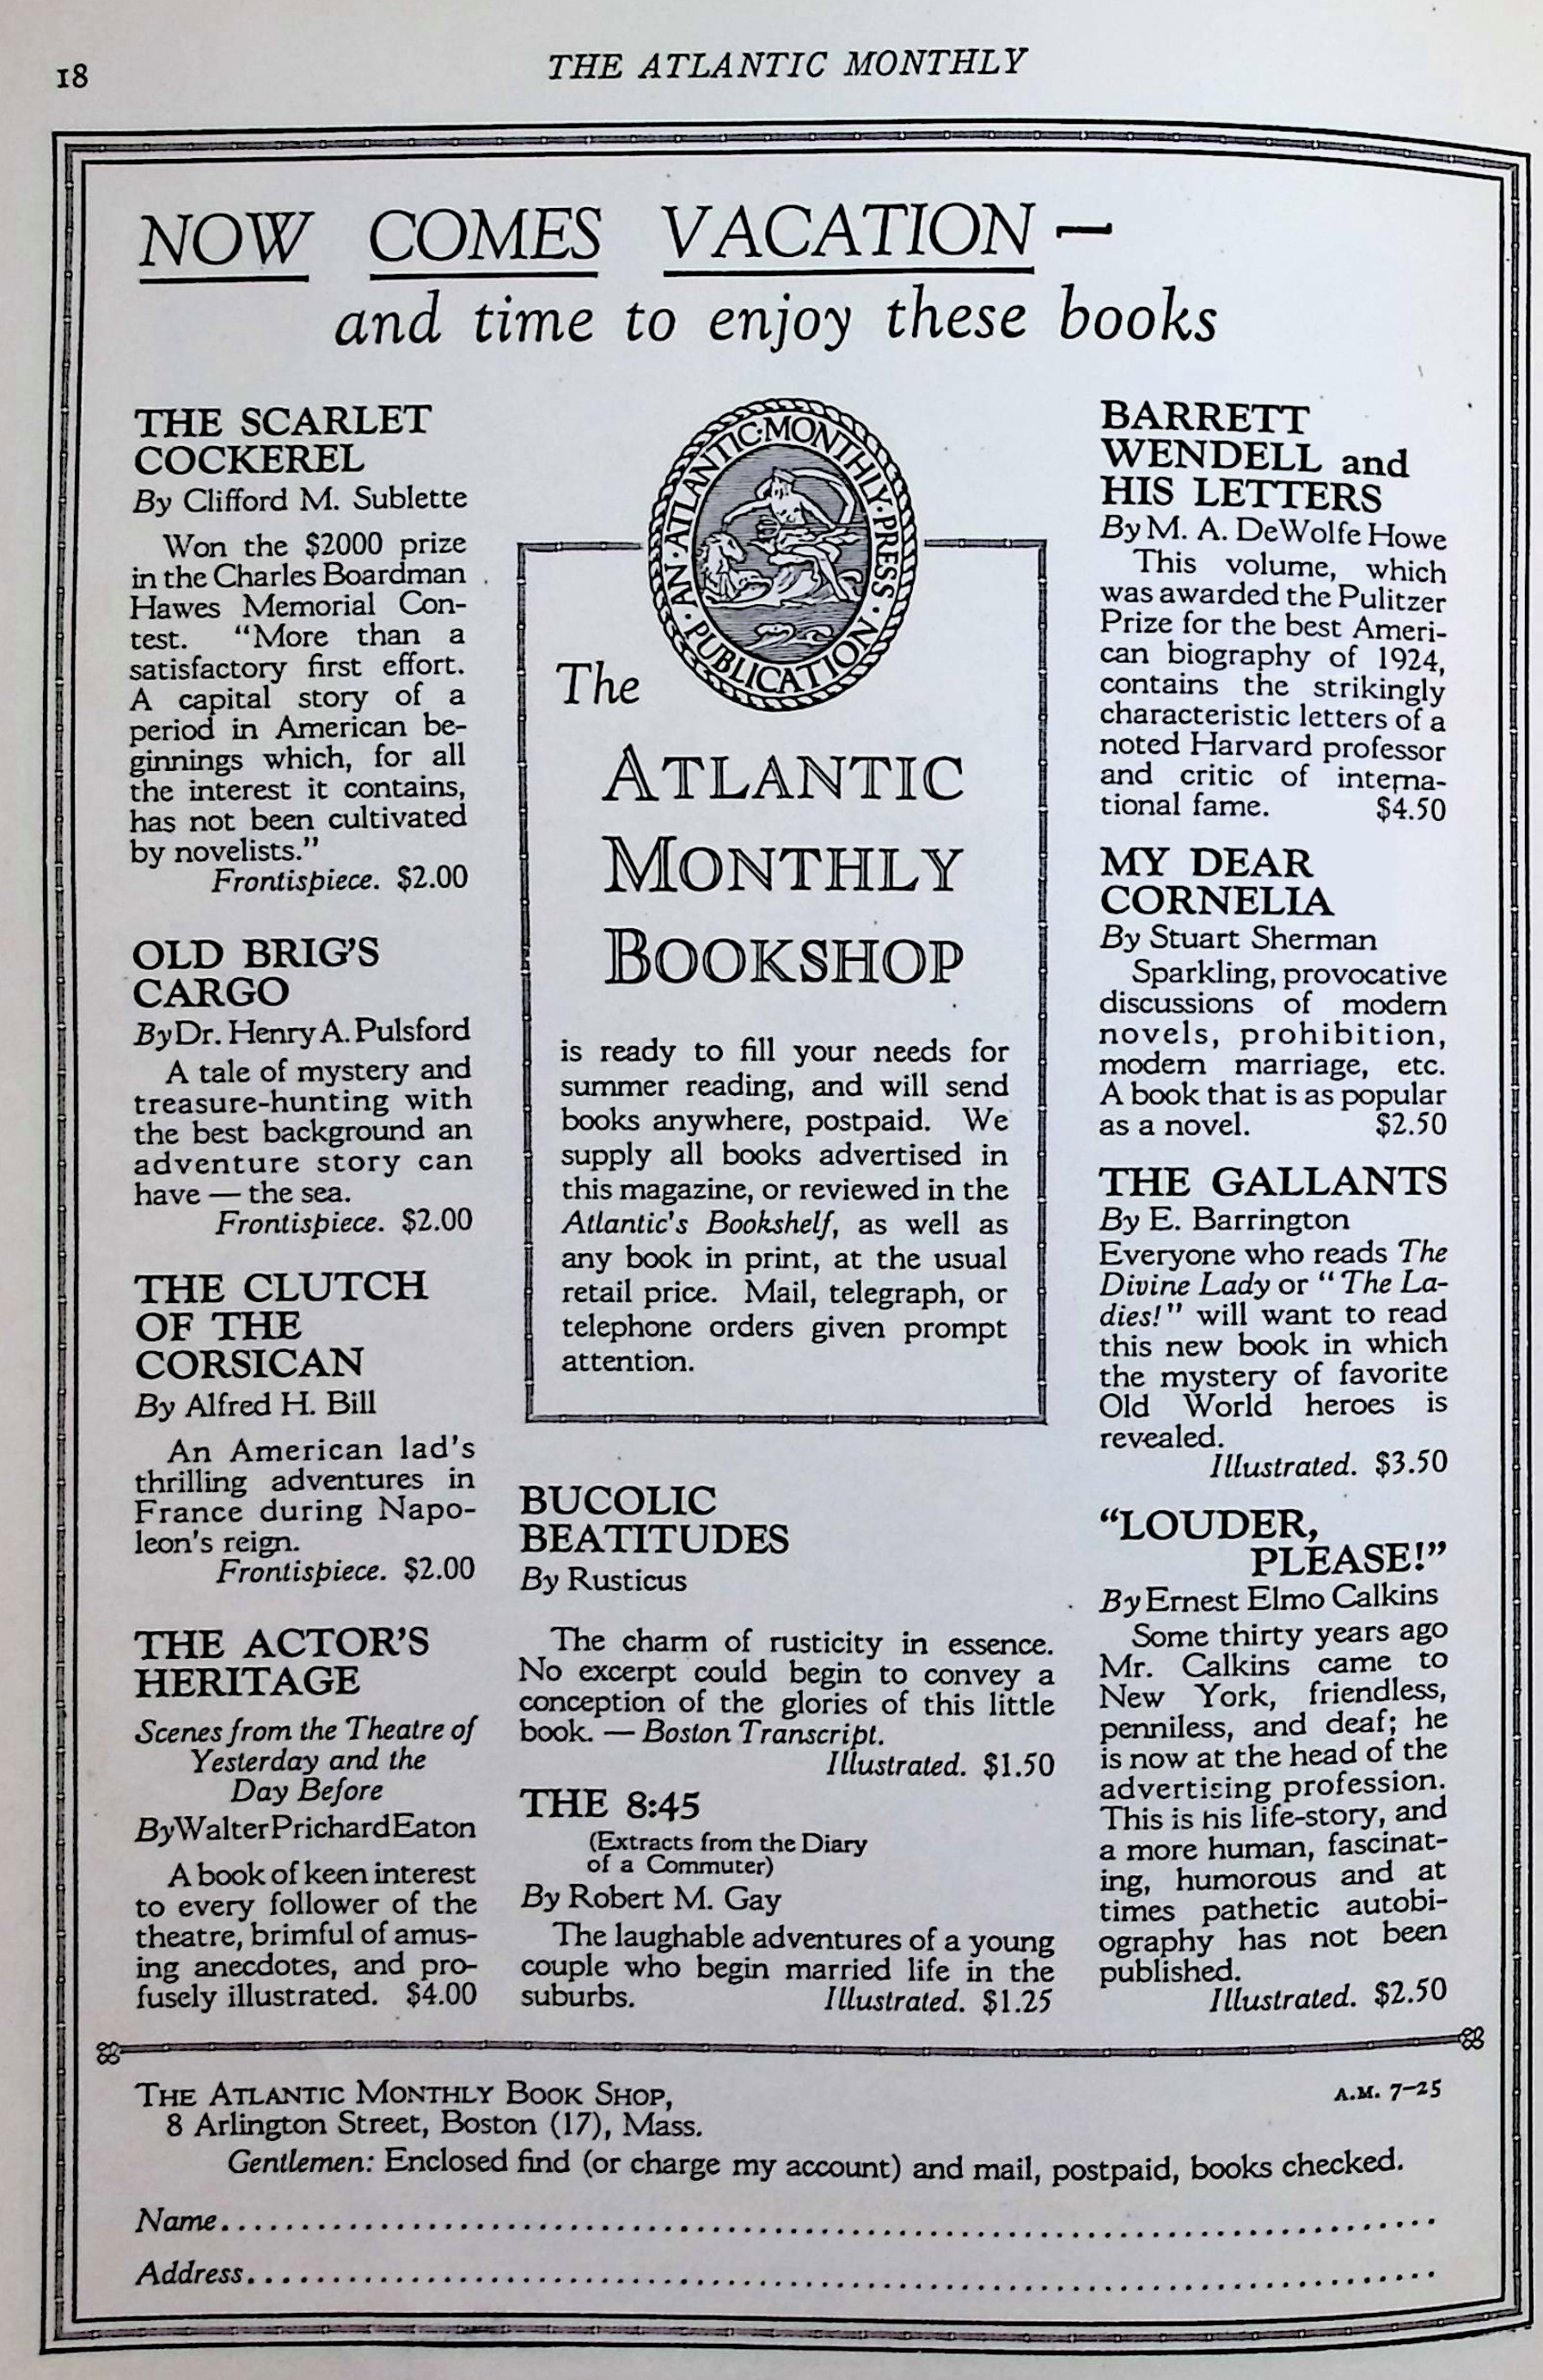 18
THE ATLANTIC MONTHLY
NOW COMES VACATION —
and time to enjoy these books
THE SCARLET
COCKEREL
By Clifford M. Sublette
Won the $2000 prize
in the Charles Boardman
Hawes Memorial Con-
test. “More than a
satisfactory first effort.
A capital story of a
period in American be-
ginnings which, for all
the interest it contains,
has not been cultivated
by novelists.”
Frontispiece. $2.00
OLD BRIG'S
CARGO
By Dr. Henry A. Pulsford
A tale of mystery and
treasure-hunting with
the best background an
adventure story can
have — the sea.
Frontispiece. $2.00
THE CLUTCH
OF THE
CORSICAN
By Alfred H. Bill
An American lad's
thrilling adventures in
France during Napo-
leon's reign.
Frontispiece. $2.00
THE ACTOR'S
HERITAGE
Scenes from the Theatre of
Yesterday and the
Day Before
By Walter Prichard Eaton
A book of keen interest
to every follower of the
theatre, brimful of amus-
ing anecdotes, and pro-
fusely illustrated. $4.00
AN · ATLANTIC · MONTHLY · PRESS · PUBLICATION
The
ATLANTIC
MONTHLY
BOOKSHOP
is ready to fill your needs for
summer reading, and will send
books anywhere, postpaid. We
supply all books advertised in
this magazine, or reviewed in the
Atlantic's Bookshelf, as well as
any book in print, at the usual
retail price. Mail, telegraph, or
telephone orders given prompt
attention.
BUCOLIC
BEATITUDES
By Rusticus
The charm of rusticity in essence.
No excerpt could begin to convey a
conception of the glories of this little
book. — Boston Transcript.
Illustrated. $1.50
THE 8:45
(Extracts from the Diary
of a Commuter)
By Robert M. Gay
The laughable adventures of a young
couple who begin married life in the
suburbs. Illustrated. $1.25
BARRETT
WENDELL and
HIS LETTERS
By M. A. DeWolfe Howe
This volume, which
was awarded the Pulitzer
Prize for the best Ameri-
can biography of 1924,
contains the strikingly
characteristic letters of a
noted Harvard professor
and critic of interna-
tional fame. $4.50
MY DEAR
CORNELIA
By Stuart Sherman
Sparkling, provocative
discussions of modern
novels, prohibition,
modern marriage, etc.
A book that is as popular
as a novel. $2.50
THE GALLANTS
By E. Barrington
Everyone who reads The
Divine Lady or “The La-
dies!” will want to read
this new book in which
the mystery of favorite
Old World heroes is
revealed.
Illustrated. $3.50
“LOUDER,
PLEASE!”
By Ernest Elmo Calkins
Some thirty years ago
Mr. Calkins came to
New York, friendless,
penniless, and deaf; he
is now at the head of the
advertising profession.
This is his life-story, and
a more human, fascinat-
ing, humorous and at
times pathetic autobi-
ography has not been
published.
Illustrated. $2.50
THE ATLANTIC MONTHLY BOOK SHOP,
A.M. 7–25
8 Arlington Street, Boston (17), Mass.
Gentlemen: Enclosed find (or charge my account) and mail, postpaid, books checked.
Name
Address